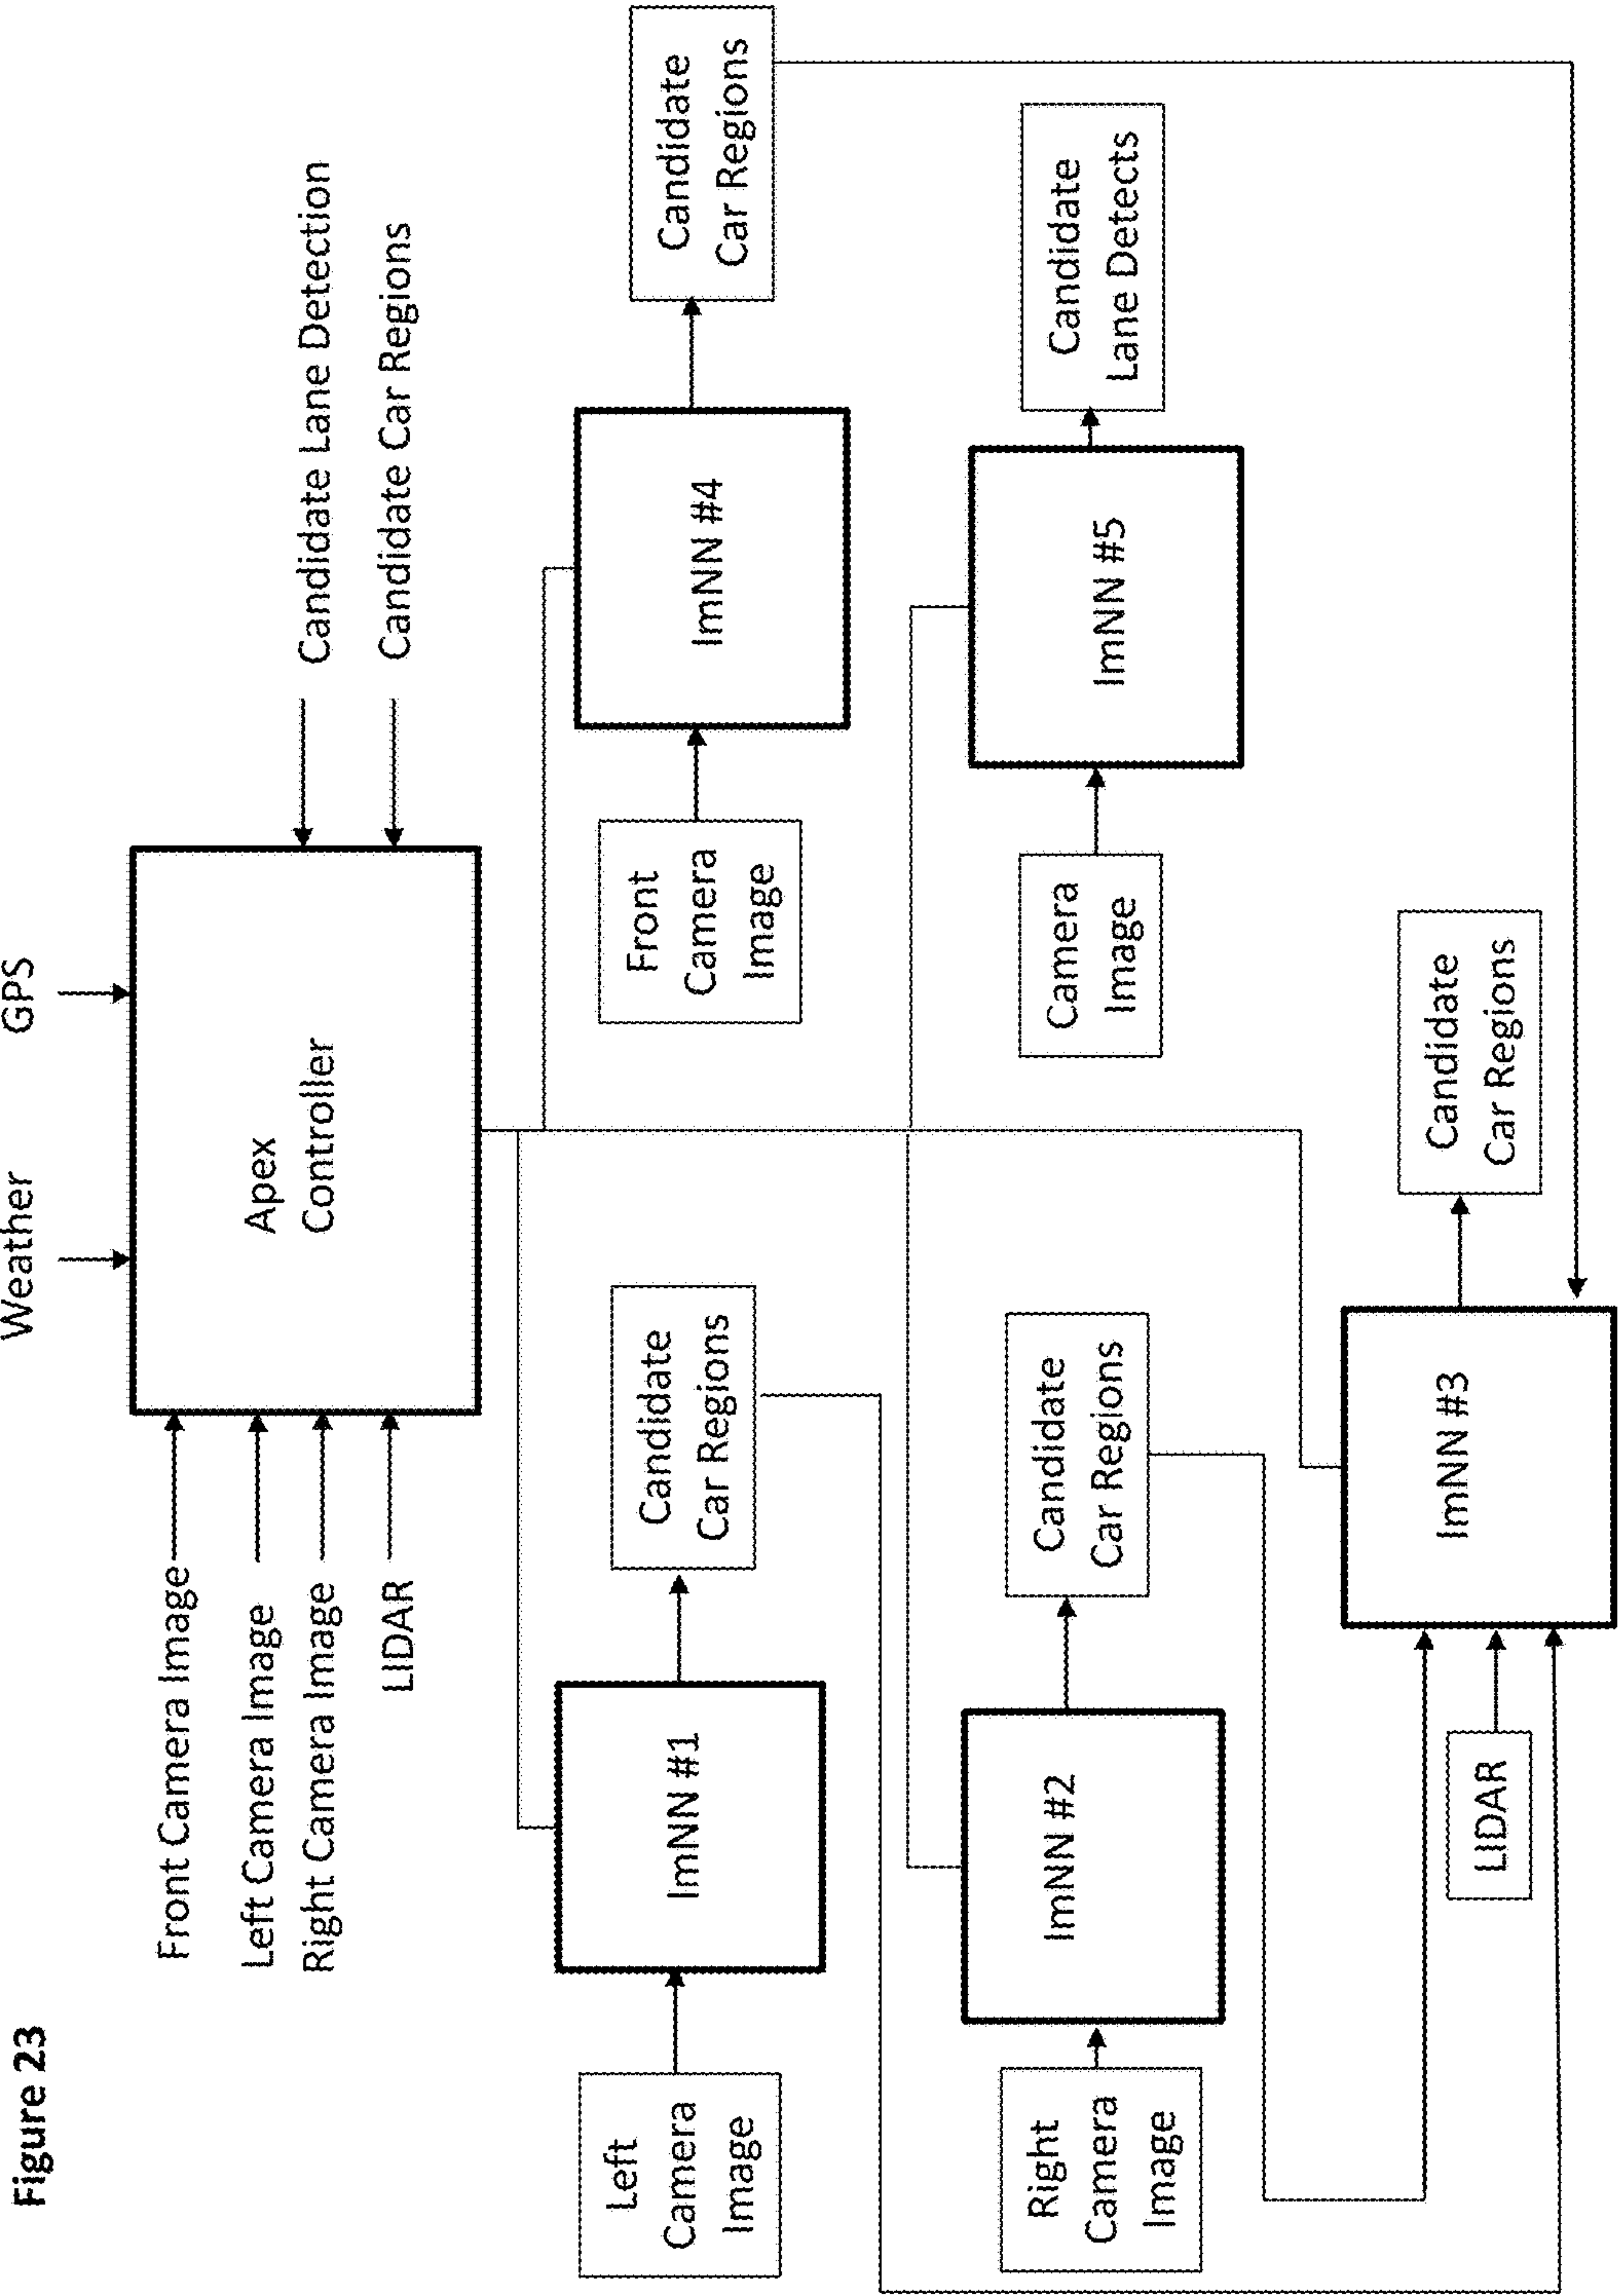 Figure 23
Weather
GPS
Front Camera Image
Left Camera Image
Right Camera Image
LIDAR
Apex
Controller
Candidate Lane Detection
Candidate Car Regions
Left
Camera
Image
ImNN #1
Candidate
Car Regions
Front
Camera
Image
ImNN #4
Candidate
Car Regions
Right
Camera
Image
ImNN #2
Candidate
Car Regions
Camera
Image
ImNN #5
Candidate
Lane Detects
LIDAR
ImNN #3
Candidate
Car Regions